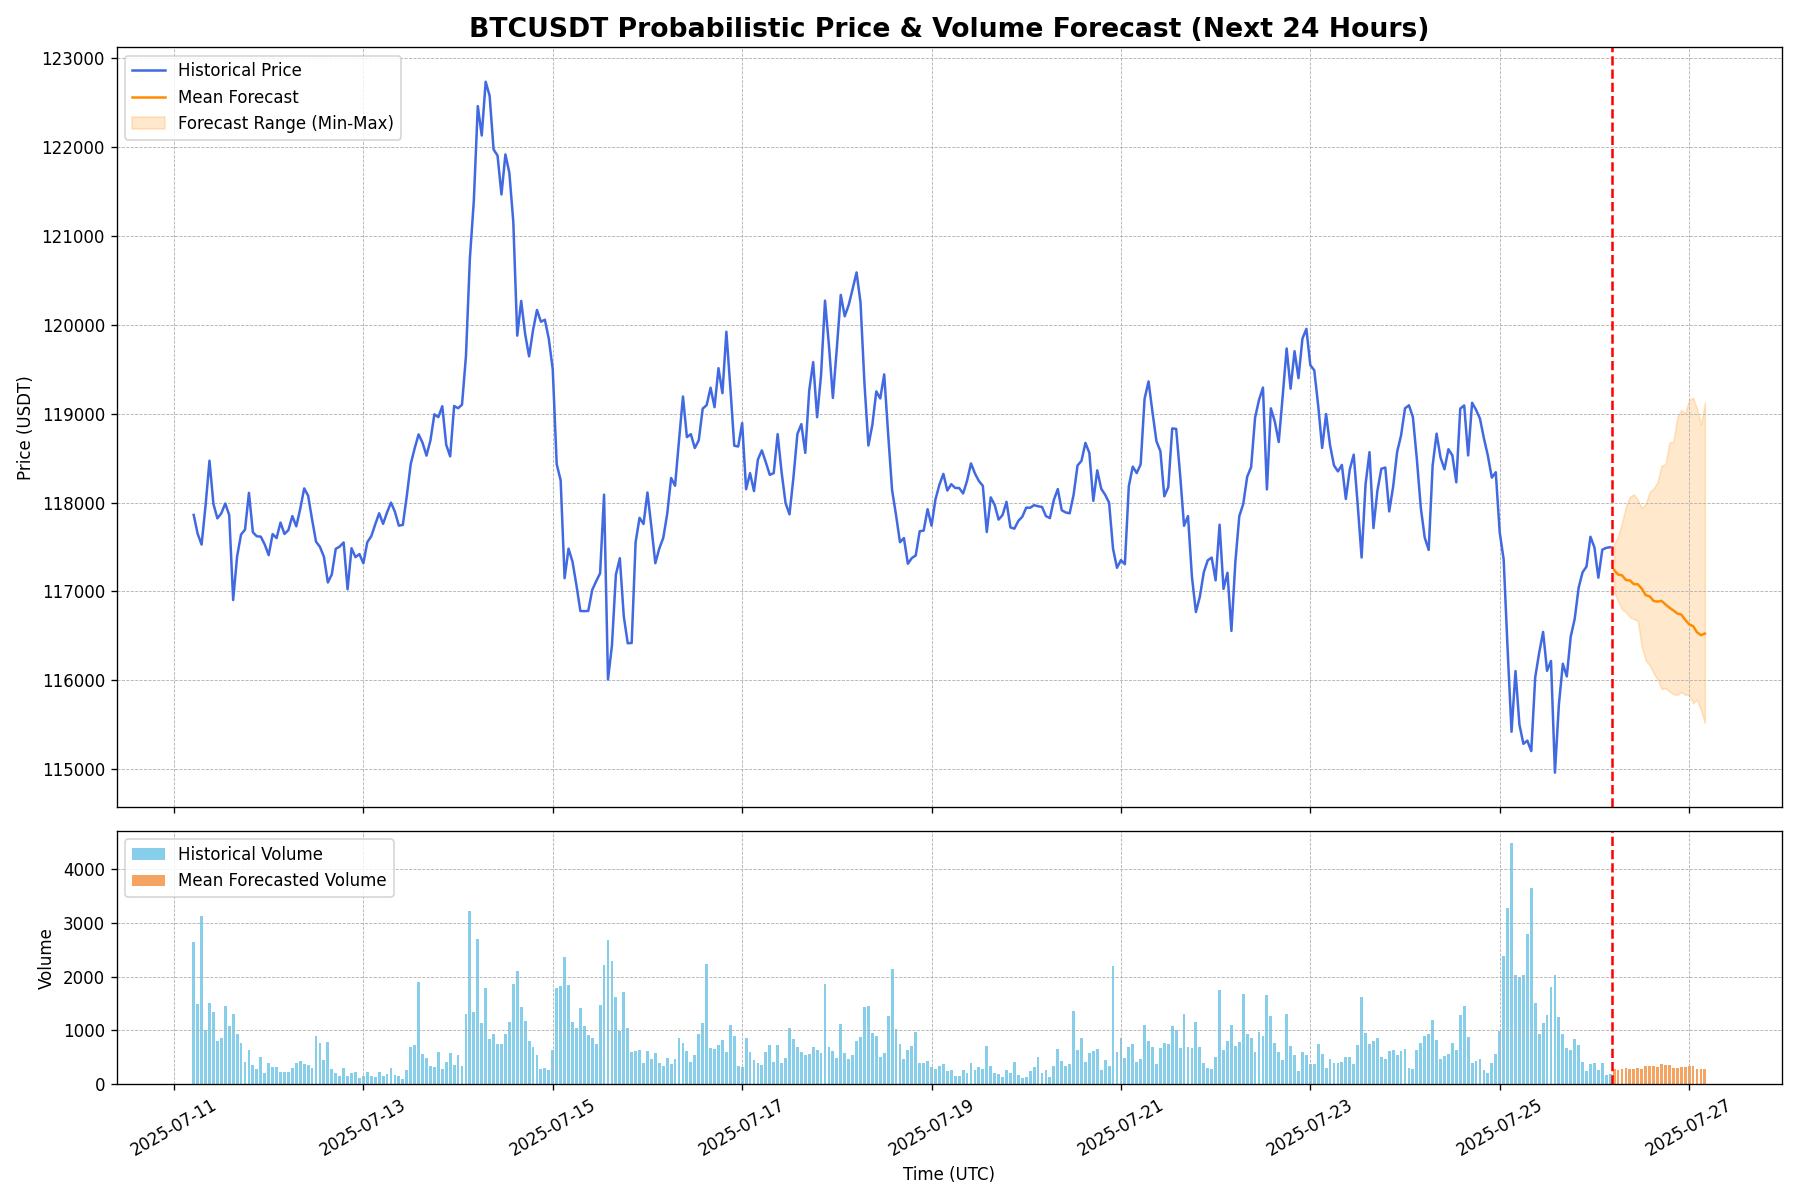 BTCUSDT Probabilistic Price & Volume Forecast (Next 24 Hours)
Historical Price
Mean Forecast
Forecast Range (Min-Max)
123000
122000
121000
120000
119000
118000
117000
116000
115000
Price (USDT)
Historical Volume
Mean Forecasted Volume
4000
3000
2000
1000
0
Volume
2025-07-11
2025-07-13
2025-07-15
2025-07-17
2025-07-19
2025-07-21
2025-07-23
2025-07-25
2025-07-27
Time (UTC)